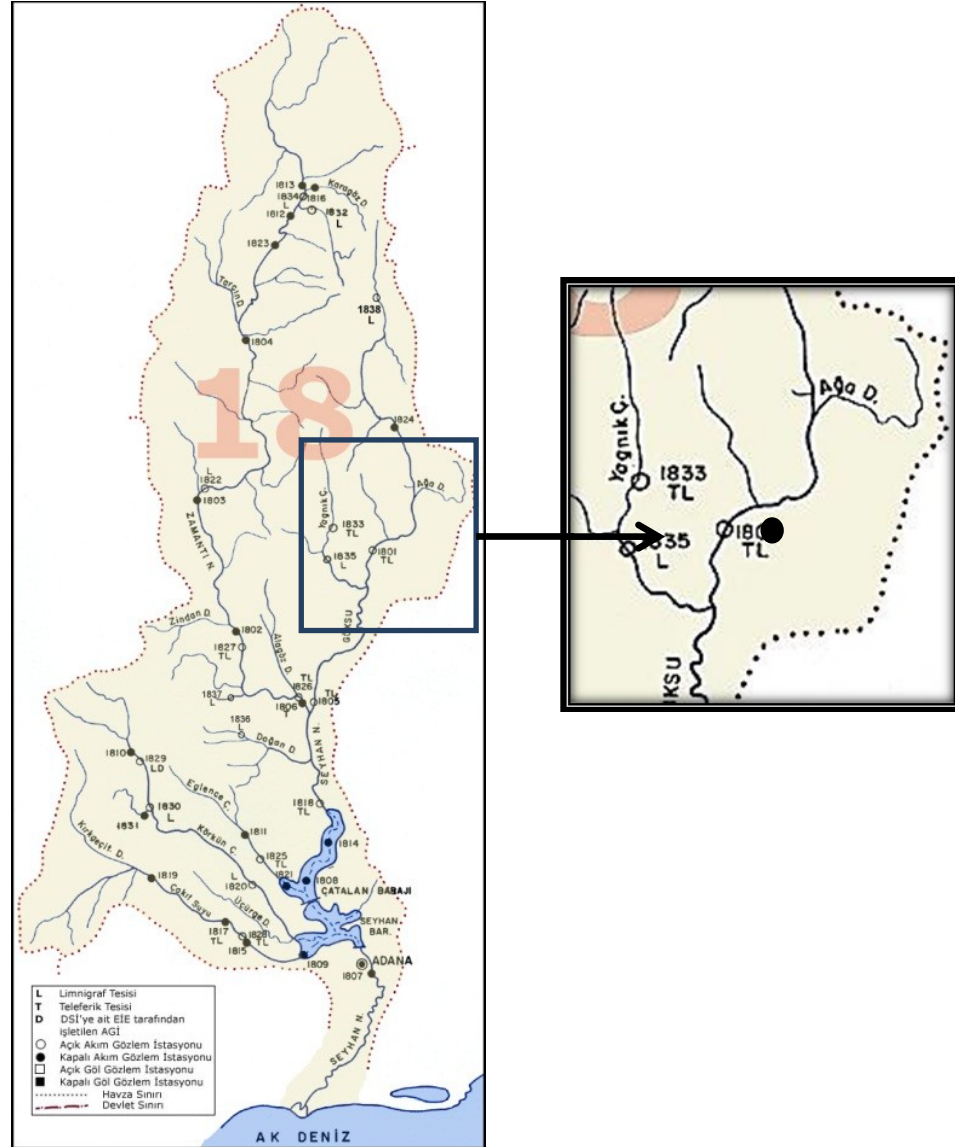 1813
Karagöz D.
1834
L
1816
1812
1832
L
1823
Torğın D.
1838
L
1804
18
1824
L
1822
1803
Ağa D.
Yağnık Ç.
1833
TL
ZAMANTI N.
1835
L
1801
TL
GÖKSU
Zindan D.
1802
1827
TL
Alagöz D.
TL
1826
TL
1837
L
1806
T
1805
1836
L
Doğan D.
SEYHAN N.
1810
1829
LD
Eglence Ç.
1818
TL
1830
L
1831
Körkün Ç.
Kırkgeçit D.
1811
1814
1825
TL
1819
L
1820
1821
1808
ÇATALAN BARAJI
Çakıt Suyu
Üçürge D.
SEYHAN
BAR.
1817
TL
1828
TL
1815
1809
ADANA
1807
SEYHAN N.
L Limnigraf Tesisi
T Teleferik Tesisi
D DSİ'ye ait EİE tarafından
işletilen AGİ
Açık Akım Gözlem İstasyonu
Kapalı Akım Gözlem İstasyonu
Açık Göl Gözlem İstasyonu
Kapalı Göl Gözlem İstasyonu
Havza Sınırı
Devlet Sınırı
AK DENİZ
Ağa D.
Yagnık Ç.
1833
TL
180
TL
835
L
KSU